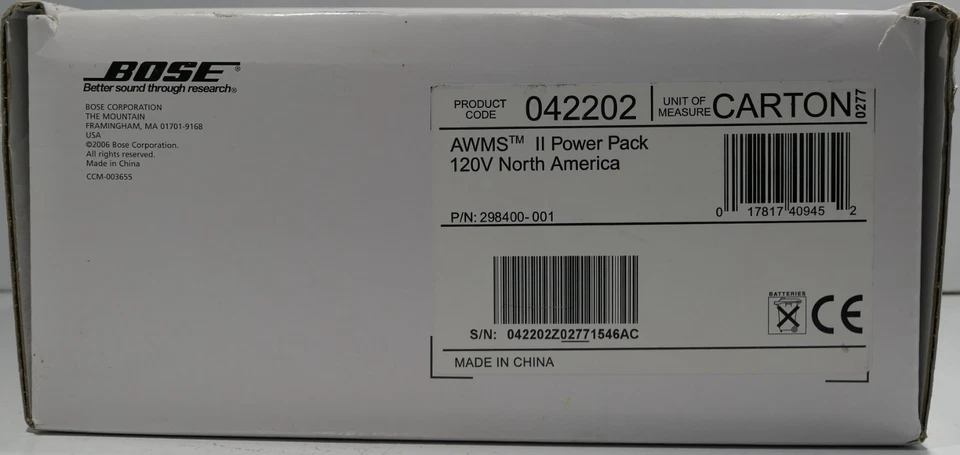 BOSE®
Better sound through research®
BOSE CORPORATION
THE MOUNTAIN
FRAMINGHAM, MA 01701-9168
USA
©2006 Bose Corporation.
All rights reserved.
Made in China
CCM-003655
PRODUCT CODE 042202 UNIT OF MEASURE CARTON 0277
AWMS™ II Power Pack
120V North America
P/N: 298400-001
0 17817 40945 2
S/N: 042202Z02771546AC
BATTERIES
CE
MADE IN CHINA